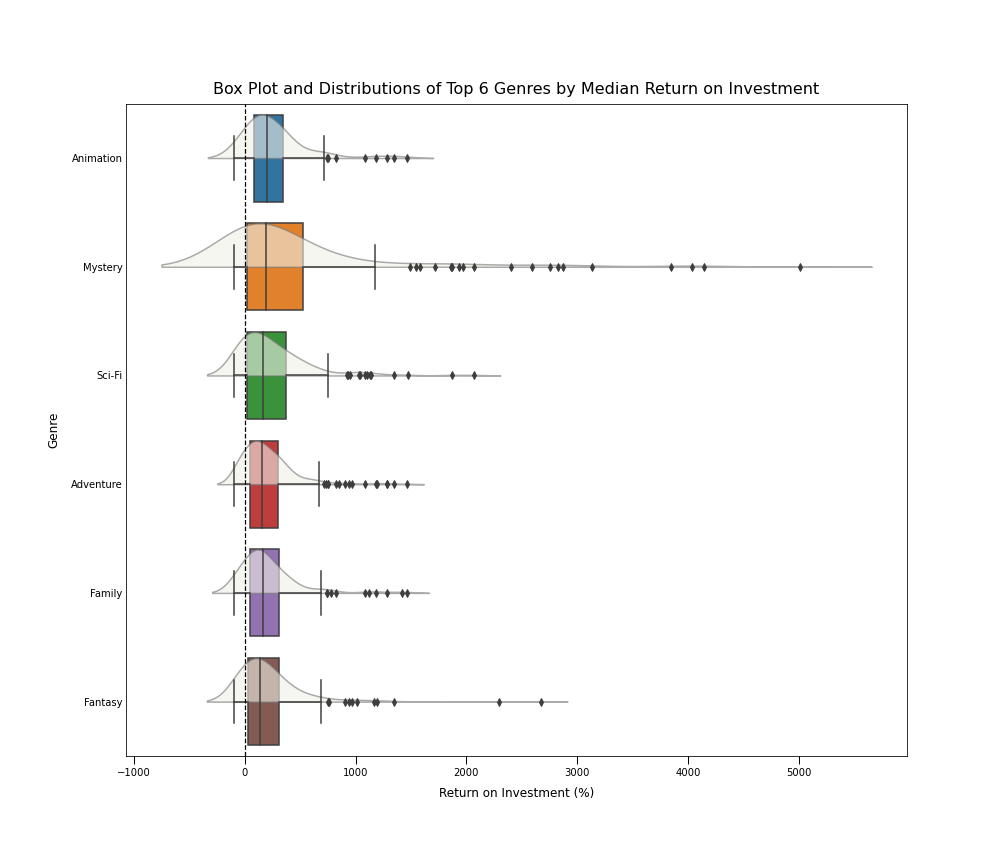 Box Plot and Distributions of Top 6 Genres by Median Return on Investment
Animation
Mystery
Sci-Fi
Adventure
Family
Fantasy
Genre
−1000 0 1000 2000 3000 4000 5000
Return on Investment (%)